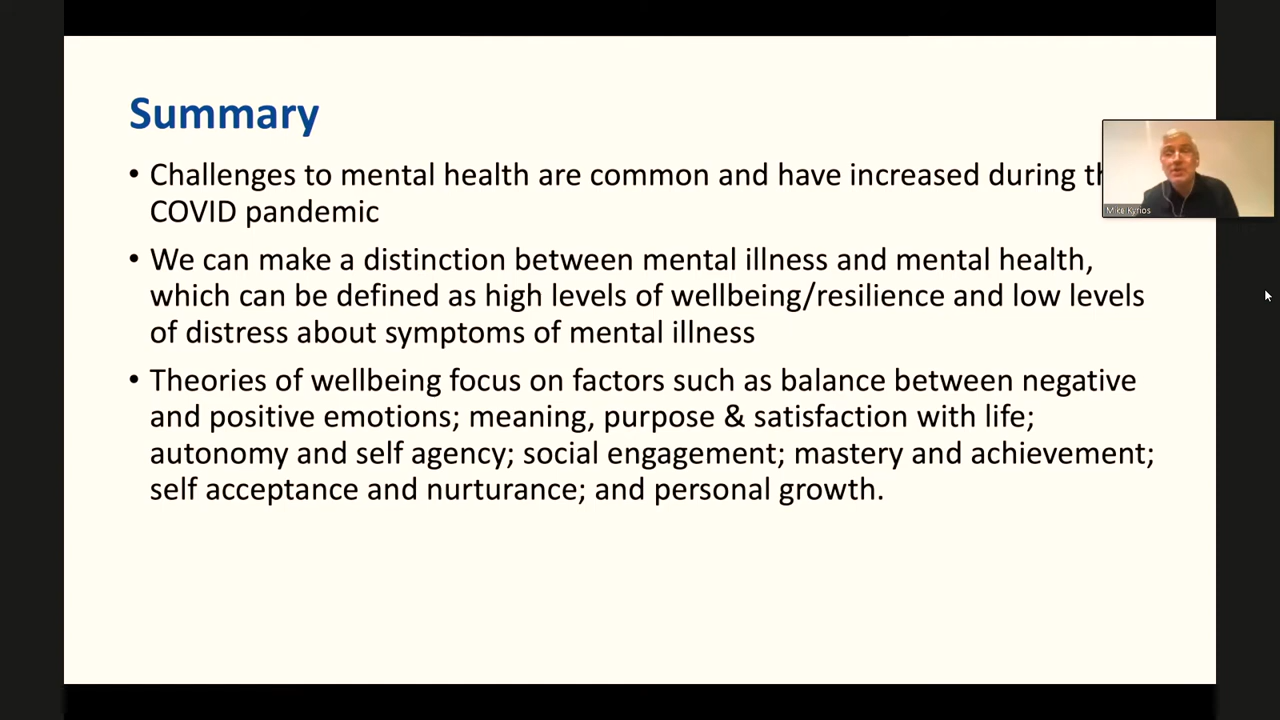 Summary
• Challenges to mental health are common and have increased during th
COVID pandemic
• We can make a distinction between mental illness and mental health,
which can be defined as high levels of wellbeing/resilience and low levels
of distress about symptoms of mental illness
• Theories of wellbeing focus on factors such as balance between negative
and positive emotions; meaning, purpose & satisfaction with life;
autonomy and self agency; social engagement; mastery and achievement;
self acceptance and nurturance; and personal growth.
Mike Kyrios